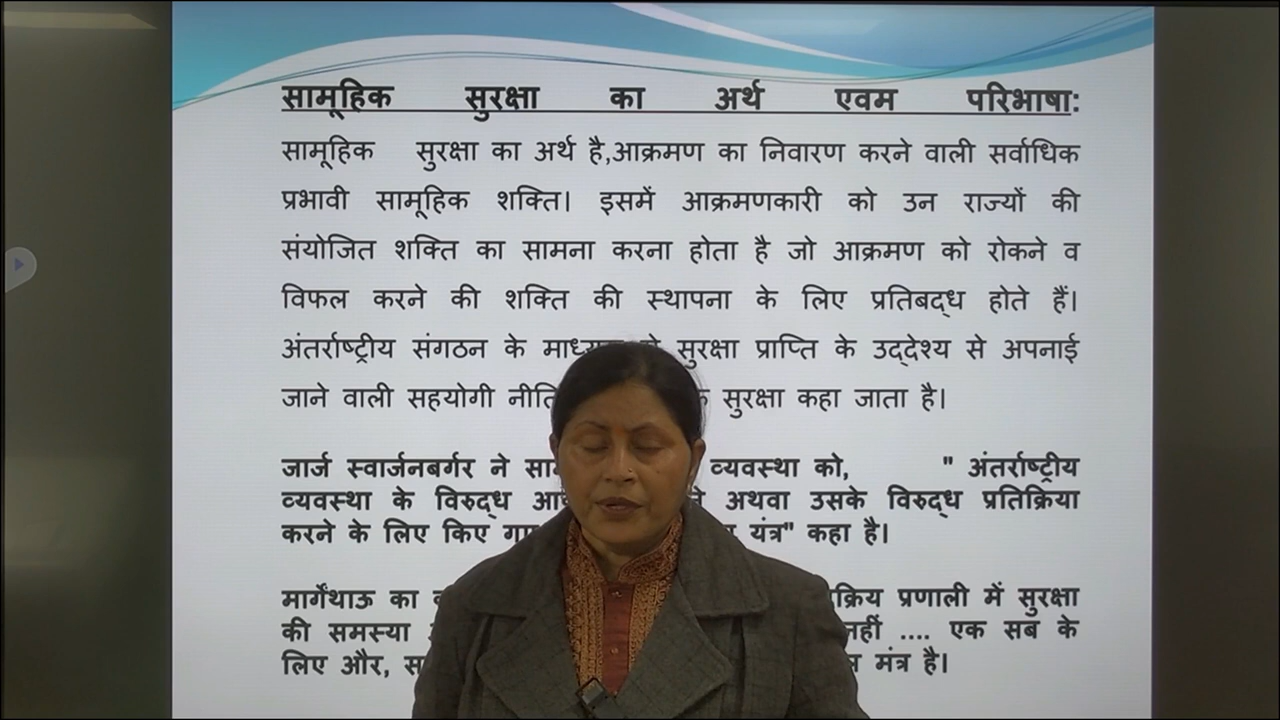 सामूहिक सुरक्षा का अर्थ एवम परिभाषा:
सामूहिक सुरक्षा का अर्थ है,आक्रमण का निवारण करने वाली सर्वाधिक
प्रभावी सामूहिक शक्ति। इसमें आक्रमणकारी को उन राज्यों की
संयोजित शक्ति का सामना करना होता है जो आक्रमण को रोकने व
विफल करने की शक्ति की स्थापना के लिए प्रतिबद्ध होते हैं।
अंतर्राष्ट्रीय संगठन के सुरक्षा प्राप्ति के उद्देश्य से अपनाई
जाने वाली सहयोगी सुरक्षा कहा जाता है।
जार्ज स्वार्जनबर्गर ने व्यवस्था को, " अंतर्राष्ट्रीय
व्यवस्था के विरुद्ध अथवा उसके विरुद्ध प्रतिक्रिया
करने के लिए किए यंत्र" कहा है।
मार्गेंथाऊ का प्रणाली में सुरक्षा
की समस्या .... एक सब के
लिए और, मंत्र है।